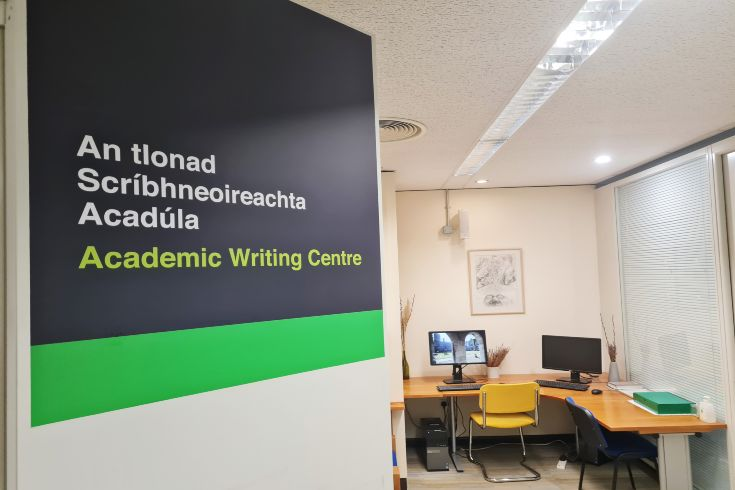 An tIonad
Scríbhneoireachta
Acadúla
Academic Writing Centre